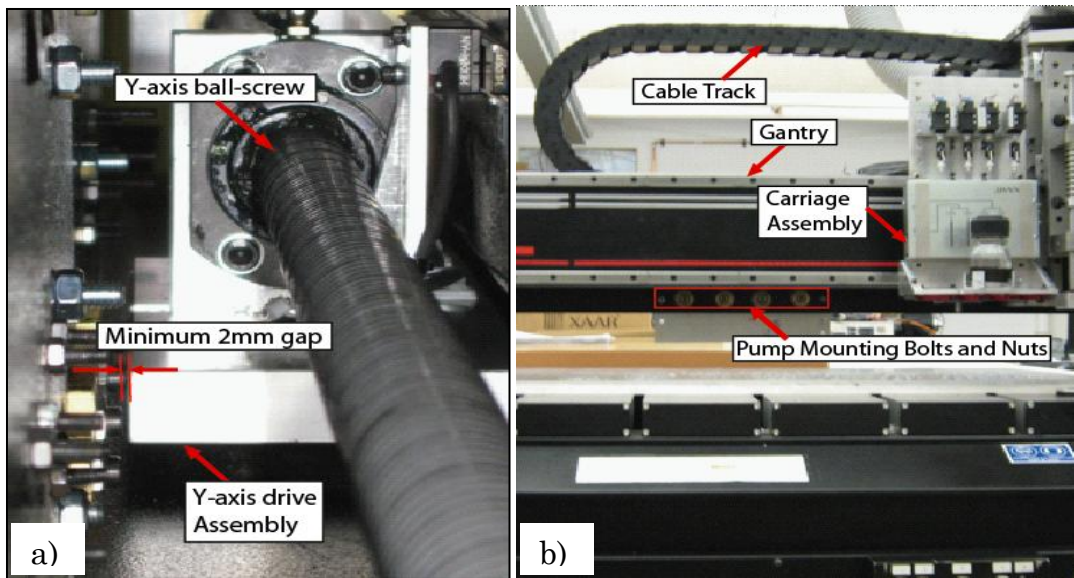 Y-axis ball-screw
Minimum 2mm gap
Y-axis drive
Assembly
a)
Cable Track
Gantry
Carriage
Assembly
XAAR
Pump Mounting Bolts and Nuts
b)